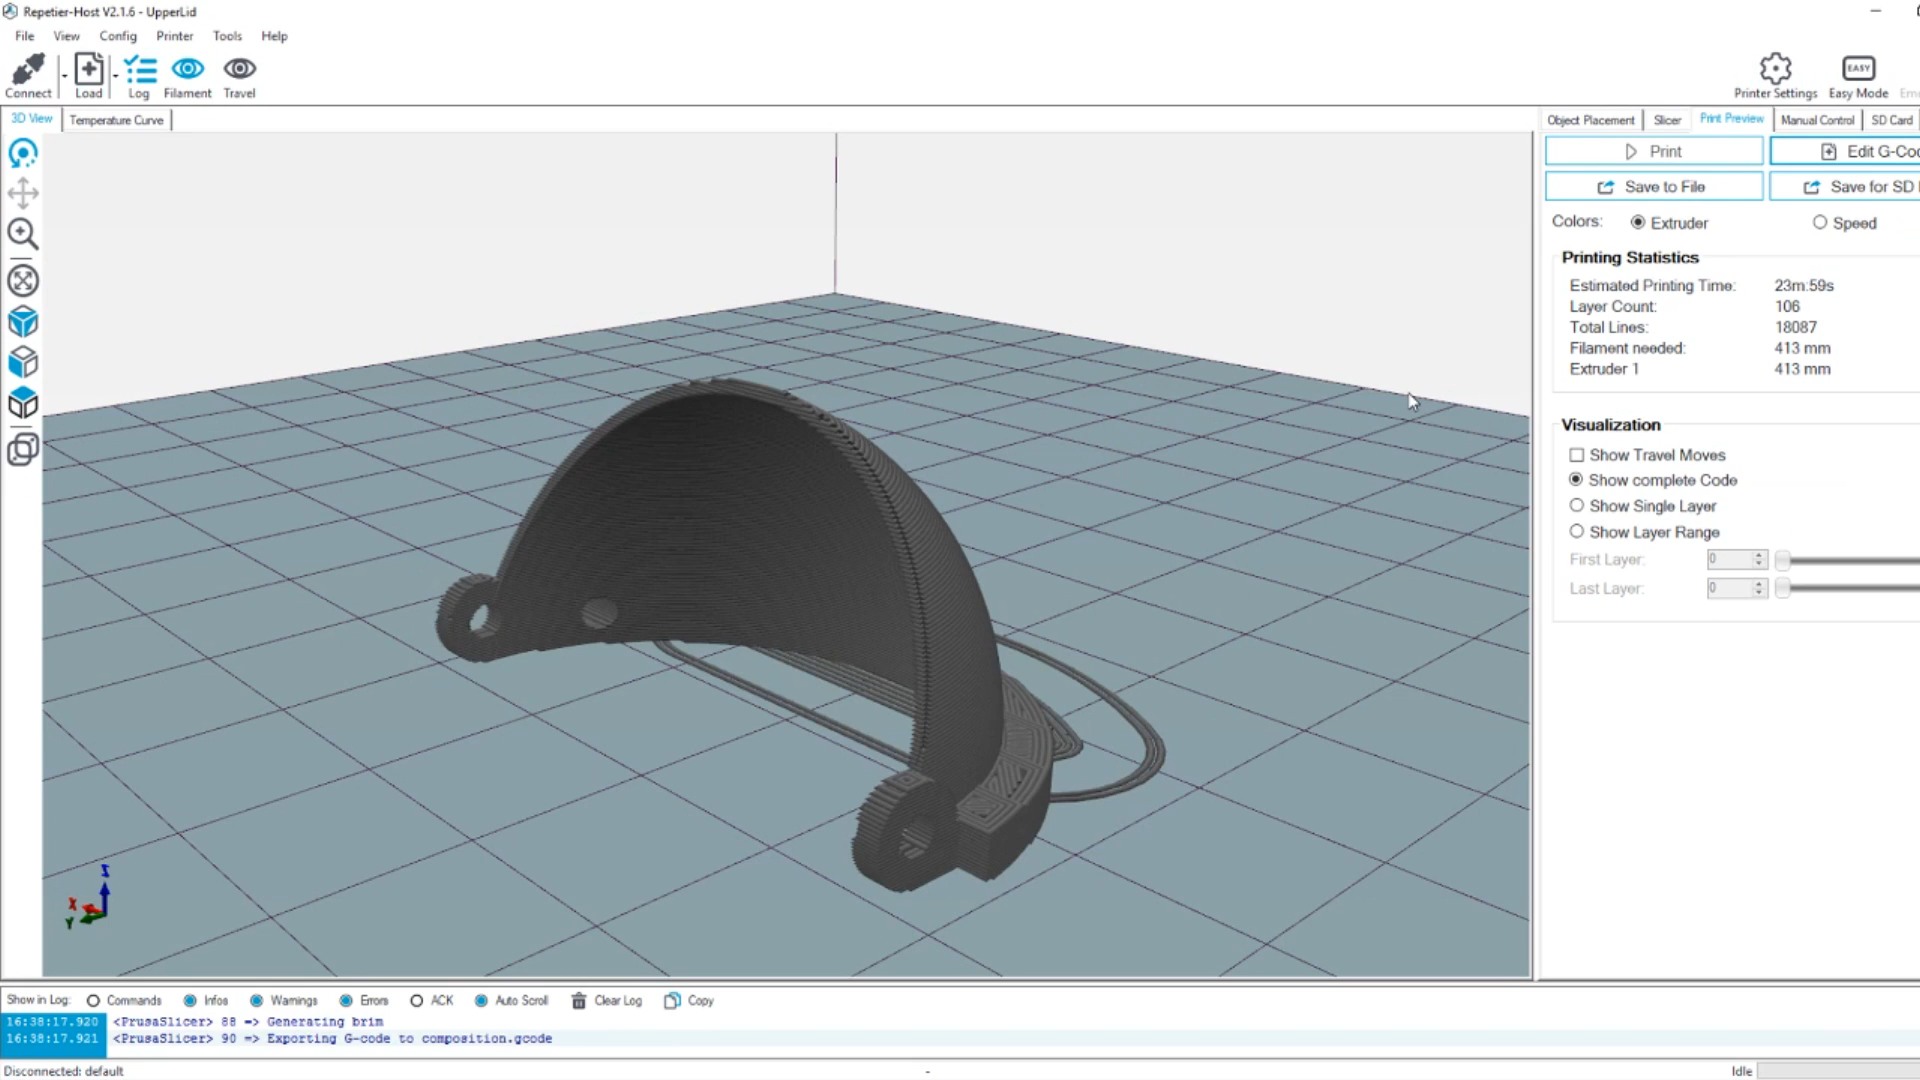 Repetier-Host V2.1.6 - UpperLid
File View Config Printer Tools Help
Connect Load Log Filament Travel
EASY
Printer Settings Easy Mode
3D View Temperature Curve
Object Placement Slicer Print Preview Manual Control SD Card
Print Edit G-Co
Save to File Save for SD
Colors: Extruder Speed
Printing Statistics
Estimated Printing Time: 23m:59s
Layer Count: 106
Total Lines: 18087
Filament needed: 413 mm
Extruder 1 413 mm
Visualization
Show Travel Moves
Show complete Code
Show Single Layer
Show Layer Range
First Layer: 0
Last Layer: 0
Z
X
Y
Show in Log: Commands Infos Warnings Errors ACK Auto Scroll Clear Log Copy
16:38:17.920 <PrusaSlicer> 88 => Generating brim
16:38:17.921 <PrusaSlicer> 90 => Exporting G-code to composition.gcode
Disconnected: default - Idle